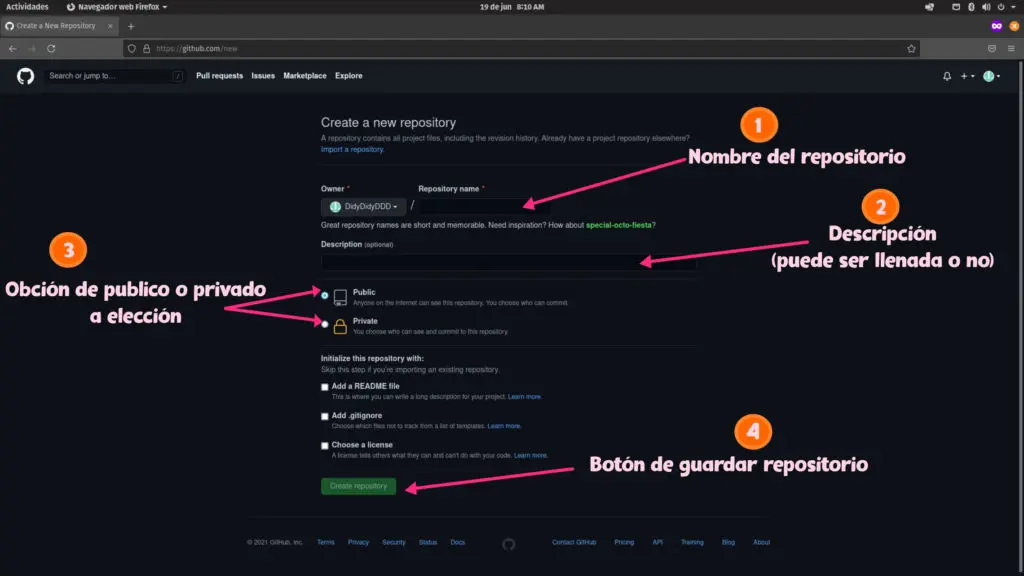 Actividades
Navegador web Firefox
19 de jun 8:10 AM
Create a New Repository
https://github.com/new
Search or jump to...
/
Pull requests
Issues
Marketplace
Explore
Create a new repository
A repository contains all project files, including the revision history. Already have a project repository elsewhere?
Import a repository.
1
Nombre del repositorio
Owner *
Repository name *
DidyDidyDDD
/
Great repository names are short and memorable. Need inspiration? How about special-octo-fiesta?
2
Descripción
(puede ser llenada o no)
Description (optional)
3
Obción de publico o privado
a elección
Public
Anyone on the internet can see this repository. You choose who can commit.
Private
You choose who can see and commit to this repository.
Initialize this repository with:
Skip this step if you're importing an existing repository.
Add a README file
This is where you can write a long description for your project. Learn more.
Add .gitignore
Choose which files not to track from a list of templates. Learn more.
Choose a license
A license tells others what they can and can't do with your code. Learn more.
4
Botón de guardar repositorio
Create repository
© 2021 GitHub, Inc.
Terms
Privacy
Security
Status
Docs
Contact GitHub
Pricing
API
Training
Blog
About